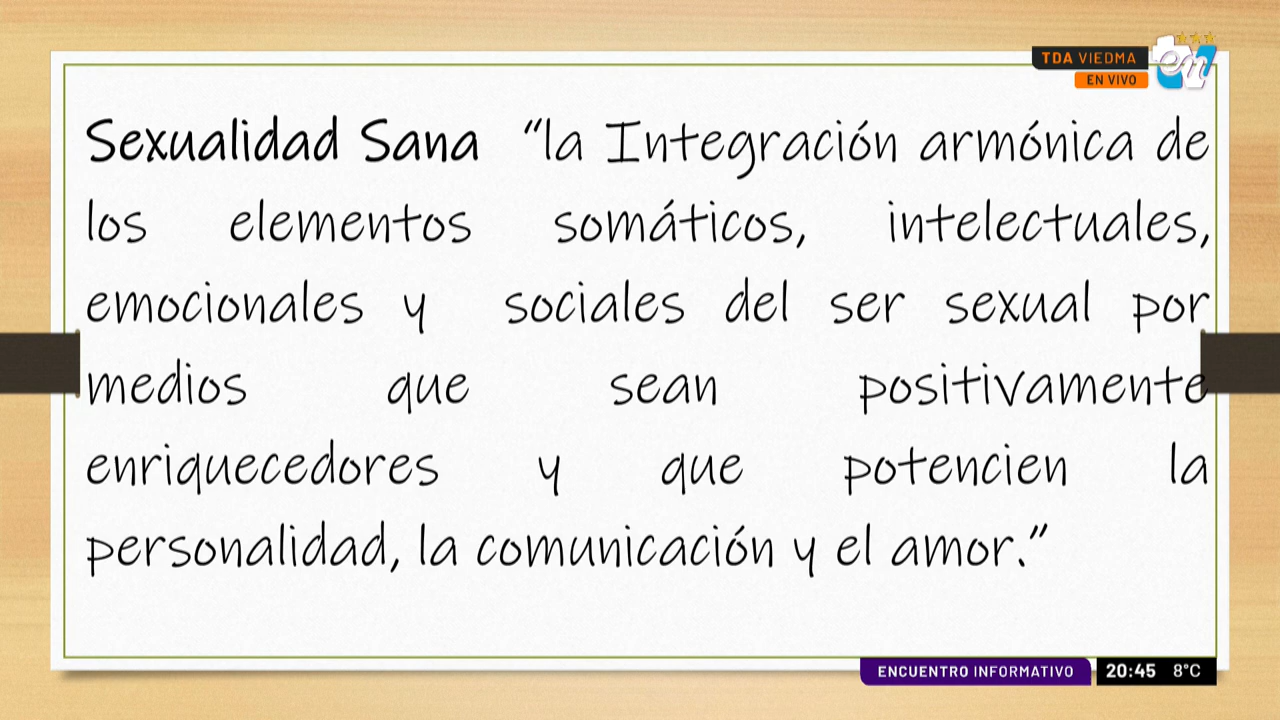 TDA VIEDMA
EN VIVO
en
Sexualidad Sana "la Integración armónica de
los elementos somáticos, intelectuales,
emocionales y sociales del ser sexual por
medios que sean positivamente
enriquecedores y que potencien la
personalidad, la comunicación y el amor."
ENCUENTRO INFORMATIVO
20:45 8°C